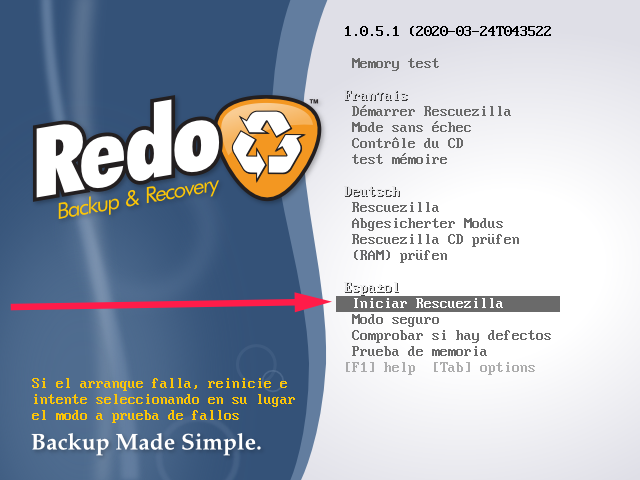 1.0.5.1 (2020-03-24T043522
Memory test
Franτais
Démarrer Rescuezilla
Mode sans échec
Contrôle du CD
test mémoire
Deutsch
Rescuezilla
Abgesicherter Modus
Rescuezilla CD prüfen
(RAM) prüfen
Espa±ol
Iniciar Rescuezilla
Modo seguro
Comprobar si hay defectos
Prueba de memoria
[F1] help [Tab] options
Redo™
Backup & Recovery
Si el arranque falla, reinicie e
intente seleccionando en su lugar
el modo a prueba de fallos
Backup Made Simple.